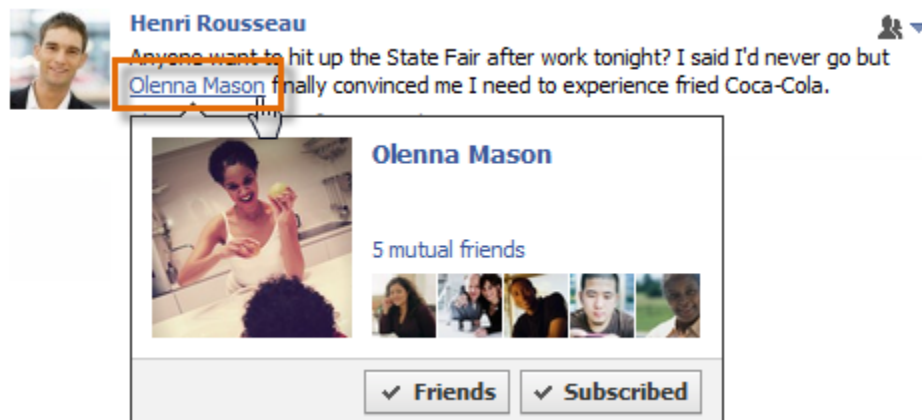 Henri Rousseau
Anyone want to hit up the State Fair after work tonight? I said I'd never go but
Olenna Mason finally convinced me I need to experience fried Coca-Cola.
Olenna Mason
5 mutual friends
✓ Friends ✓ Subscribed